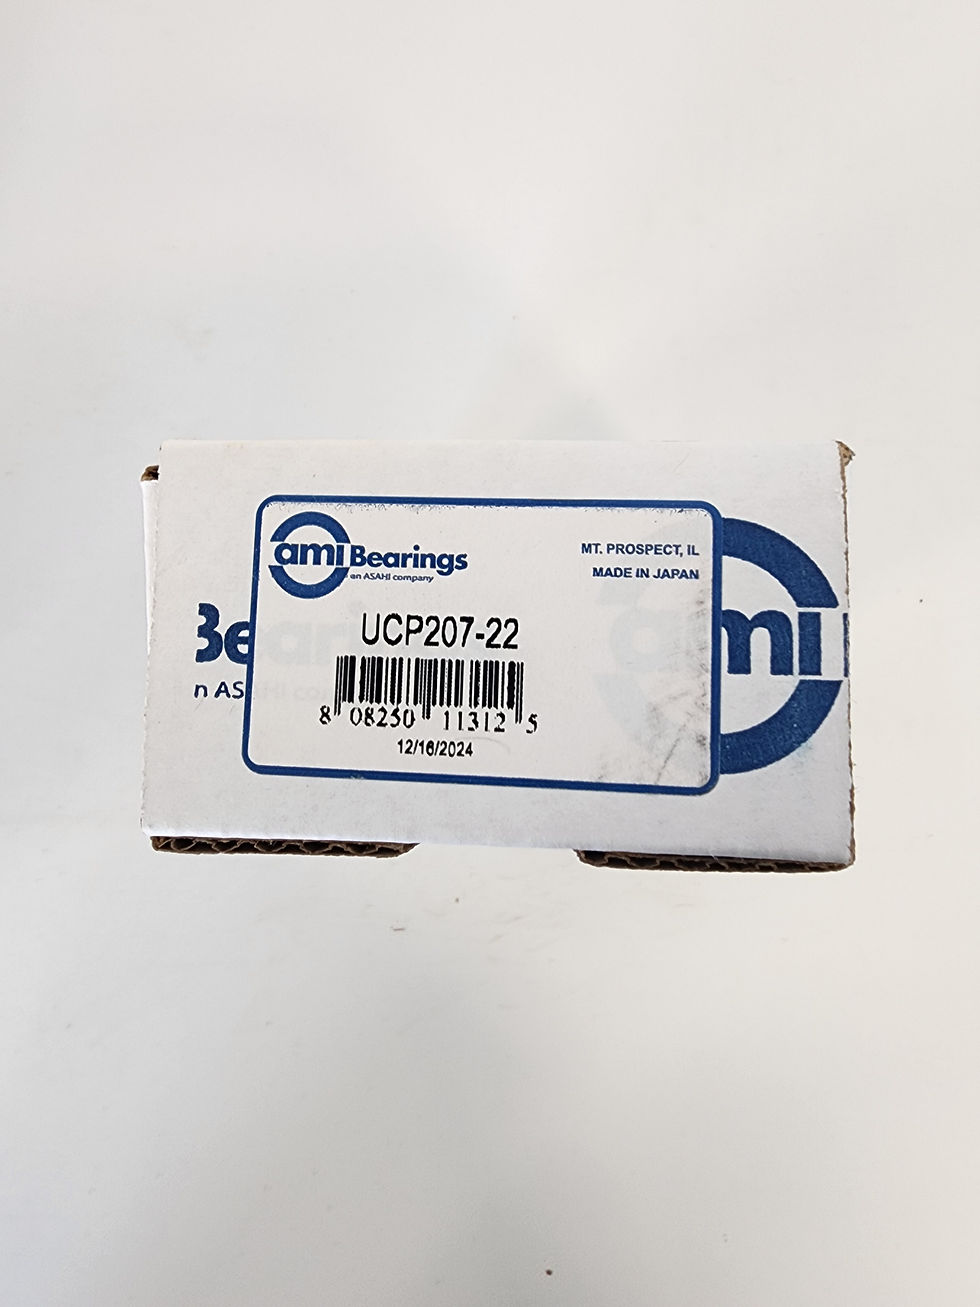 ami Bearings
an ASAHI company
MT. PROSPECT, IL
MADE IN JAPAN
UCP207-22
8 08250 11312 5
12/16/2024
Be
n AS
ami